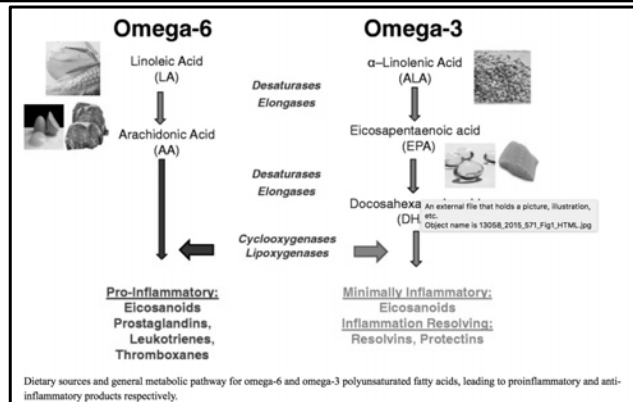 Omega-6
Linoleic Acid
(LA)
Arachidonic Acid
(AA)
Omega-3
α–Linolenic Acid
(ALA)
Eicosapentaenoic acid
(EPA)
(DH
Desaturases
Elongases
Desaturases
Elongases
Cyclooxygenases
Lipoxygenases
An external file that holds a picture, illustration,
etc.
Object name is 13058_2015_571_Fig1_HTML.jpg
Pro-Inflammatory:
Eicosanoids
Prostaglandins,
Leukotrienes,
Thromboxanes
Minimally Inflammatory:
Eicosanoids
Inflammation Resolving:
Resolvins, Protectins
Dietary sources and general metabolic pathway for omega-6 and omega-3 polyunsaturated fatty acids, leading to proinflammatory and anti-
inflammatory products respectively.